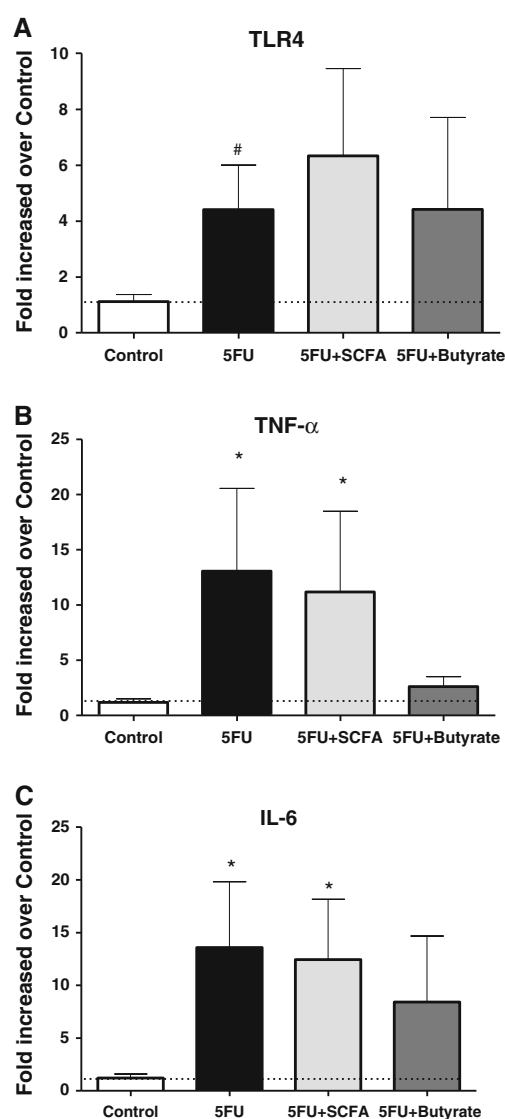 A
TLR4
Fold increased over Control
10
8
6
4
2
0
#
Control 5FU 5FU+SCFA 5FU+Butyrate
B
TNF-α
Fold increased over Control
25
20
15
10
5
0
* *
Control 5FU 5FU+SCFA 5FU+Butyrate
C
IL-6
Fold increased over Control
25
20
15
10
5
0
* *
Control 5FU 5FU+SCFA 5FU+Butyrate